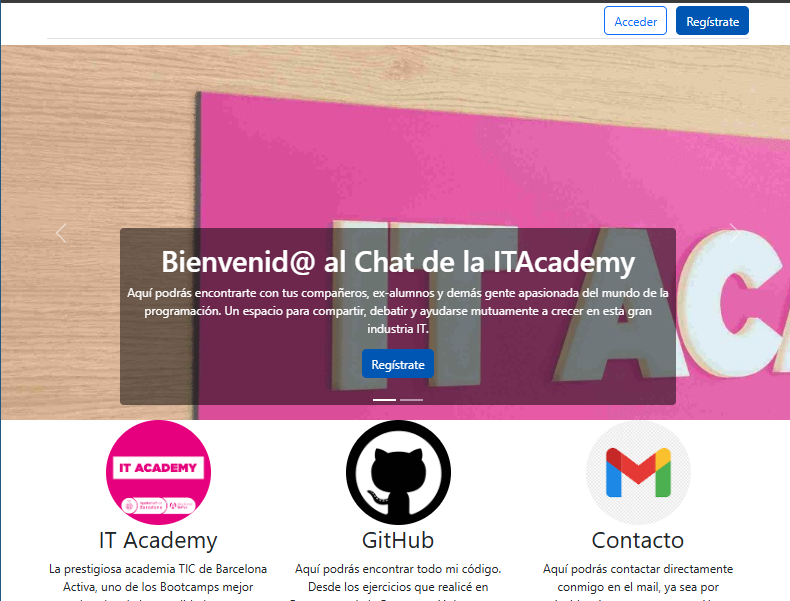 Acceder
Regístrate
IT ACA
Bienvenid@ al Chat de la ITAcademy
Aquí podrás encontrarte con tus compañeros, ex-alumnos y demás gente apasionada del mundo de la
programación. Un espacio para compartir, debatir y ayudarse mutuamente a crecer en esta gran
industria IT.
Regístrate
IT ACADEMY
IT Academy
GitHub
Contacto
La prestigiosa academia TIC de Barcelona
Activa, uno de los Bootcamps mejor
Aquí podrás encontrar todo mi código.
Desde los ejercicios que realicé en
Aquí podrás contactar directamente
conmigo en el mail, ya sea por